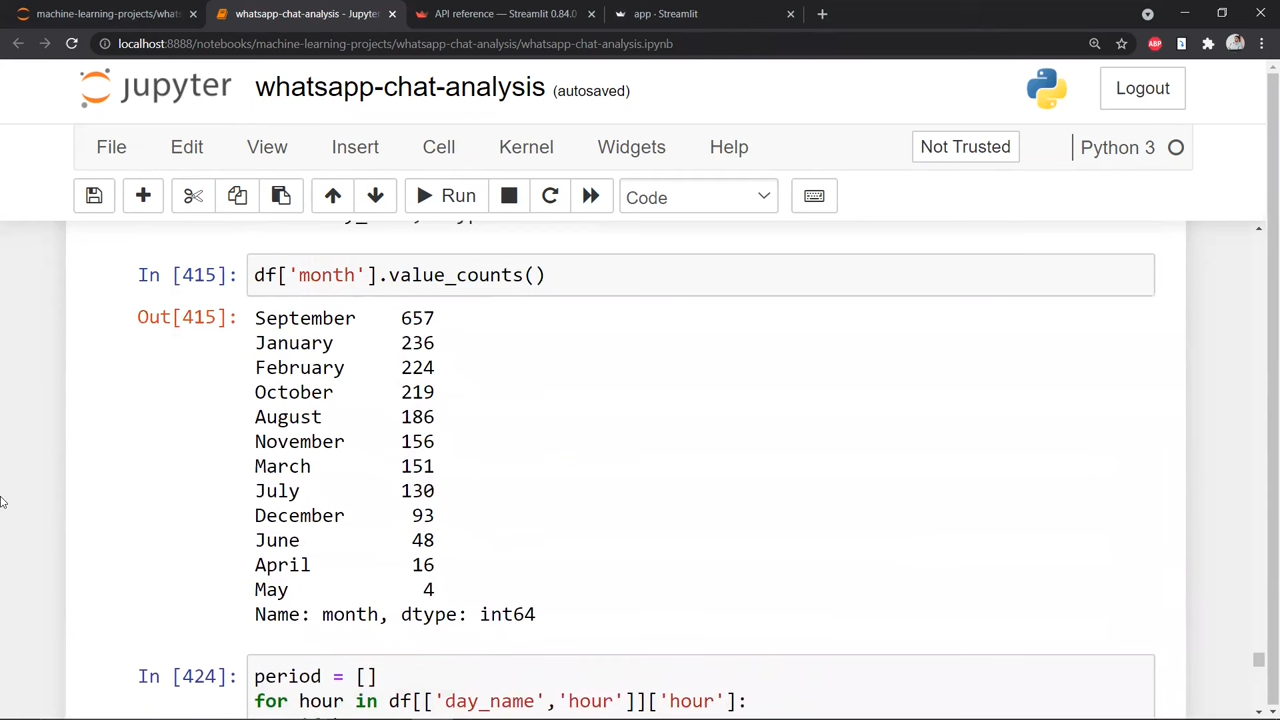 machine-learning-projects/what
whatsapp-chat-analysis - Jupyter
API reference — Streamlit 0.84.0
app · Streamlit
localhost:8888/notebooks/machine-learning-projects/whatsapp-chat-analysis/whatsapp-chat-analysis.ipynb
ABP
jupyter whatsapp-chat-analysis (autosaved)
Logout
File Edit View Insert Cell Kernel Widgets Help
Not Trusted
Python 3
Run
Code
In [415]: df['month'].value_counts()
Out[415]: September 657
January 236
February 224
October 219
August 186
November 156
March 151
July 130
December 93
June 48
April 16
May 4
Name: month, dtype: int64
In [424]: period = []
for hour in df[['day_name','hour']]['hour']: